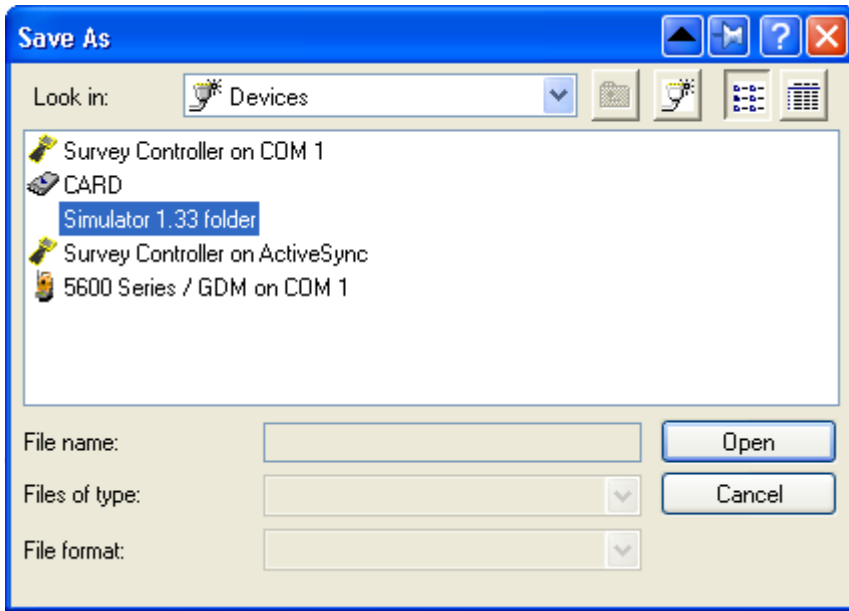 Save As
Look in: Devices
Survey Controller on COM 1
CARD
Simulator 1.33 folder
Survey Controller on ActiveSync
5600 Series / GDM on COM 1
File name: Open
Files of type: Cancel
File format: